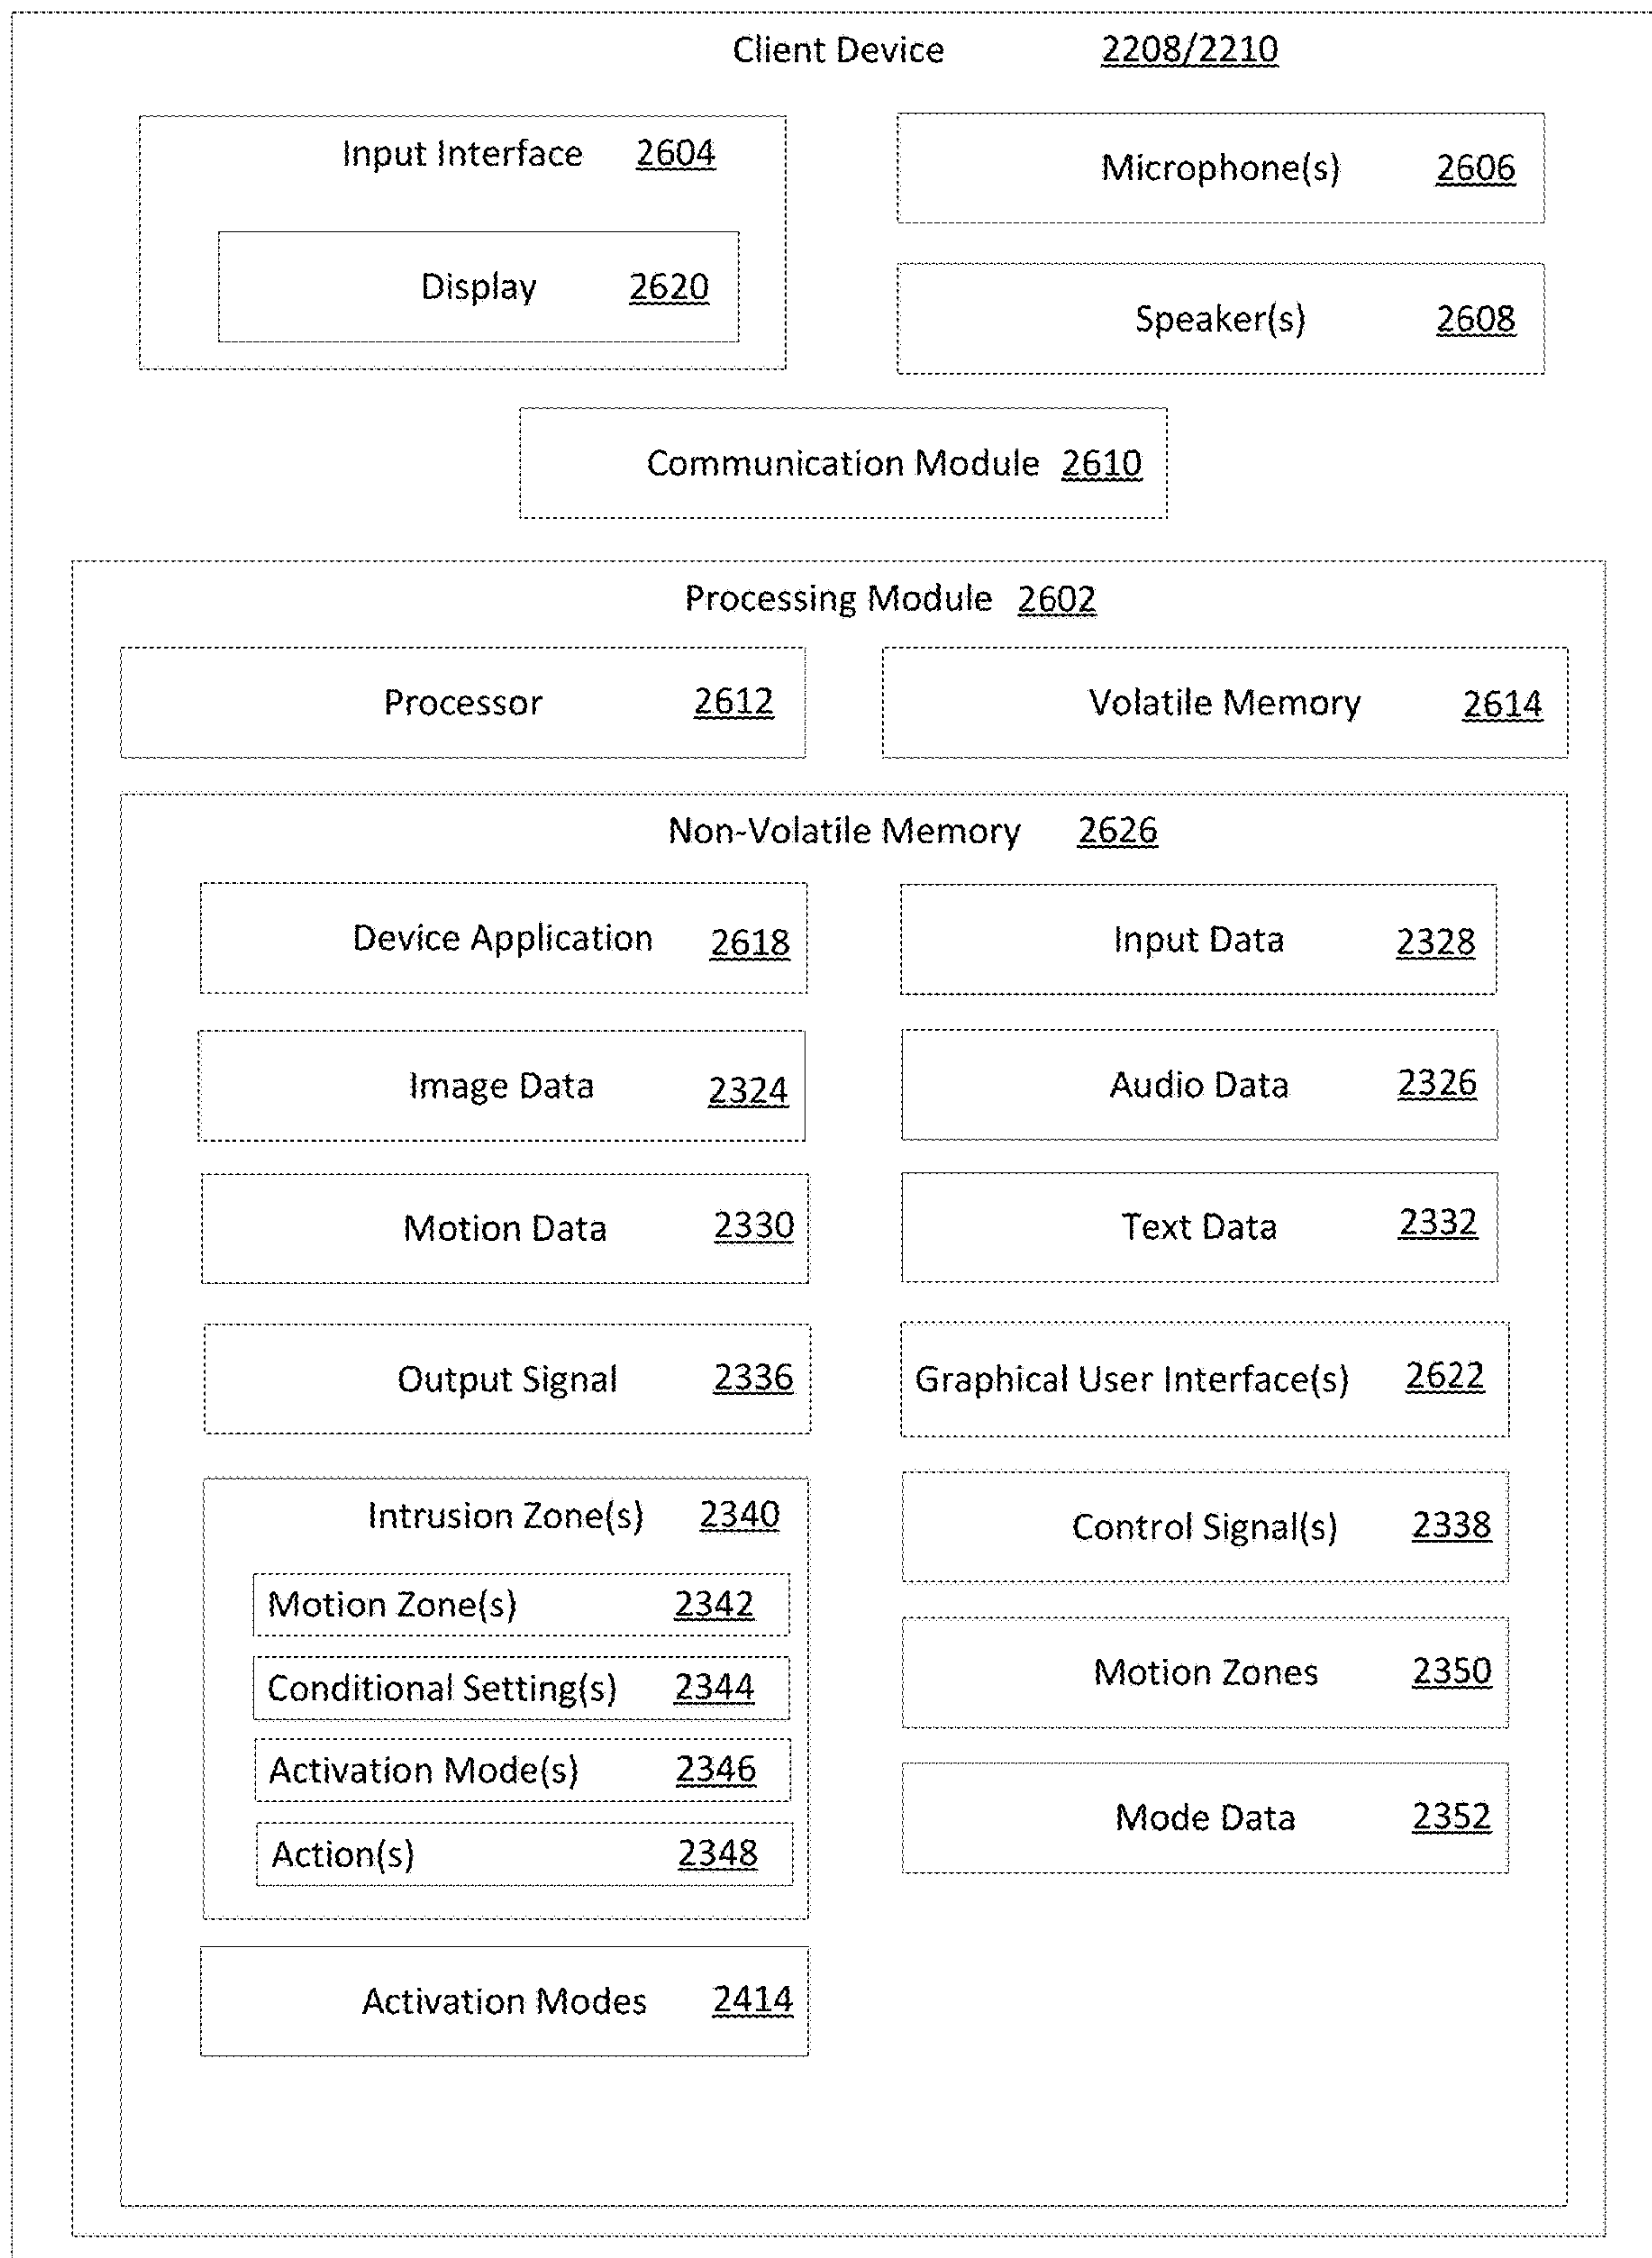 Client Device 2208/2210
Input Interface 2604
Display 2620
Microphone(s) 2606
Speaker(s) 2608
Communication Module 2610
Processing Module 2602
Processor 2612
Volatile Memory 2614
Non-Volatile Memory 2626
Device Application 2618
Input Data 2328
Image Data 2324
Audio Data 2326
Motion Data 2330
Text Data 2332
Output Signal 2336
Graphical User Interface(s) 2622
Intrusion Zone(s) 2340
Motion Zone(s) 2342
Conditional Setting(s) 2344
Activation Mode(s) 2346
Action(s) 2348
Control Signal(s) 2338
Motion Zones 2350
Mode Data 2352
Activation Modes 2414